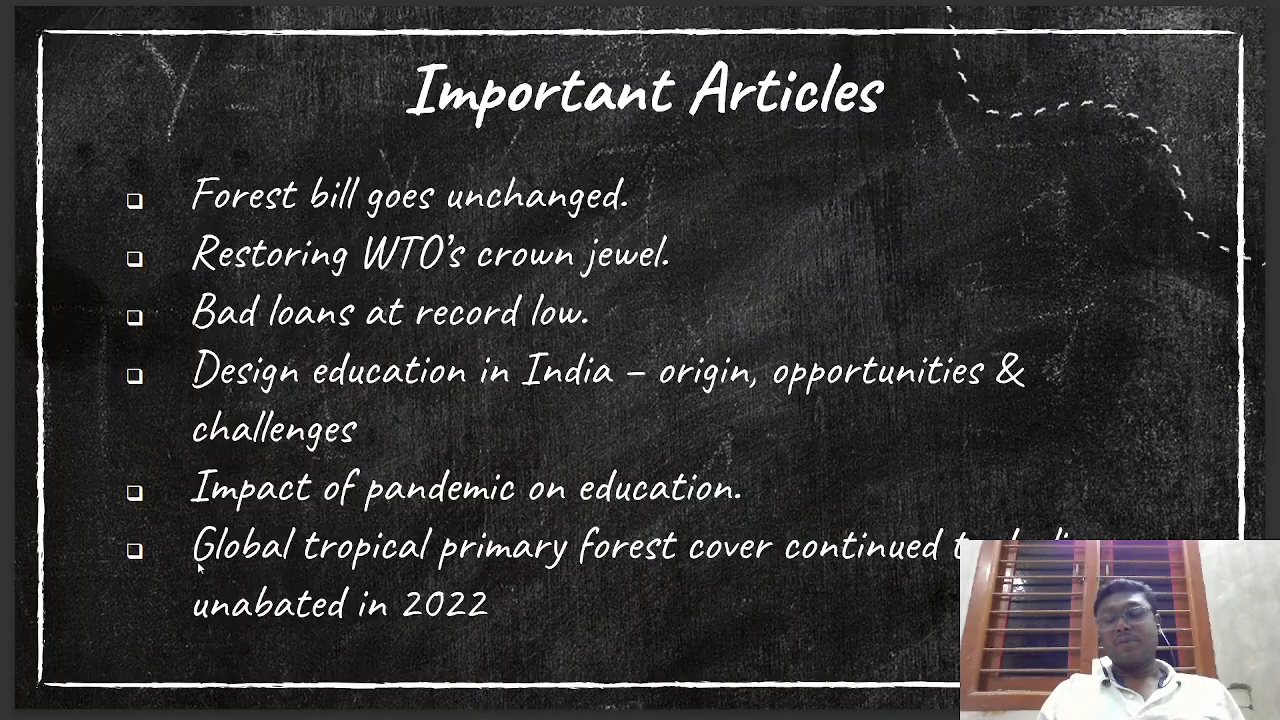 Important Articles
Forest bill goes unchanged.
Restoring WTO's crown jewel.
Bad loans at record low.
Design education in India – origin, opportunities &
challenges
Impact of pandemic on education.
Global tropical primary forest cover continued
unabated in 2022